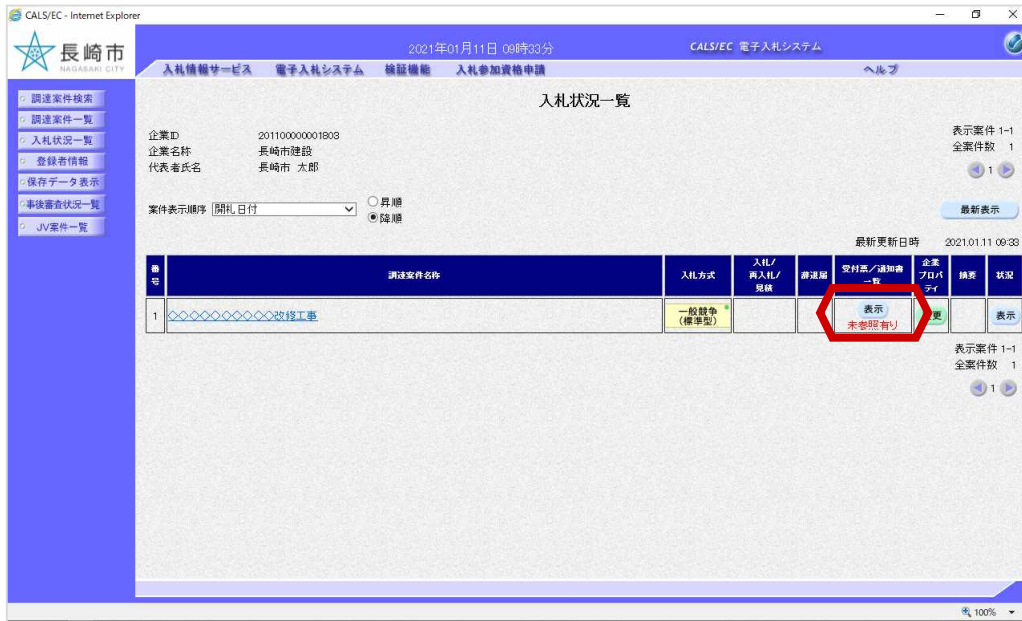 CALS/EC - Internet Explorer
長崎市
NAGASAKI CITY
2021年01月11日 09時33分
CALS/EC 電子入札システム
入札情報サービス 電子入札システム 検証機能 入札参加資格申請 ヘルプ
調達案件検索
調達案件一覧
入札状況一覧
登録者情報
保存データ表示
事後審査状況一覧
JV案件一覧
入札状況一覧
企業ID 201100000001803
企業名称 長崎市建設
代表者氏名 長崎市 太郎
表示案件 1-1
全案件数 1
1
案件表示順序 開札日付
昇順
降順
最新表示
最新更新日時 2021.01.11 09:33
番号 調達案件名称 入札方式 入札/再入札/見積 辞退届 受付票/通知書一覧 企業プロパティ 摘要 状況
1 ◇◇◇◇◇◇◇◇◇◇改修工事 一般競争(標準型) 表示 未参照有り 更 表示
表示案件 1-1
全案件数 1
1
100%